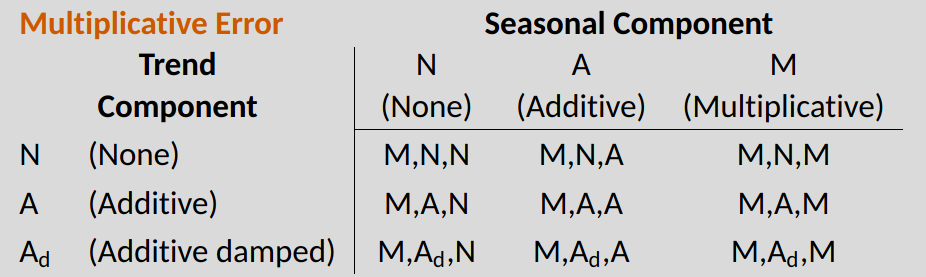 Multiplicative Error Seasonal Component
Trend N A M
Component (None) (Additive) (Multiplicative)
N (None) M,N,N M,N,A M,N,M
A (Additive) M,A,N M,A,A M,A,M
A_d (Additive damped) M,A_d,N M,A_d,A M,A_d,M